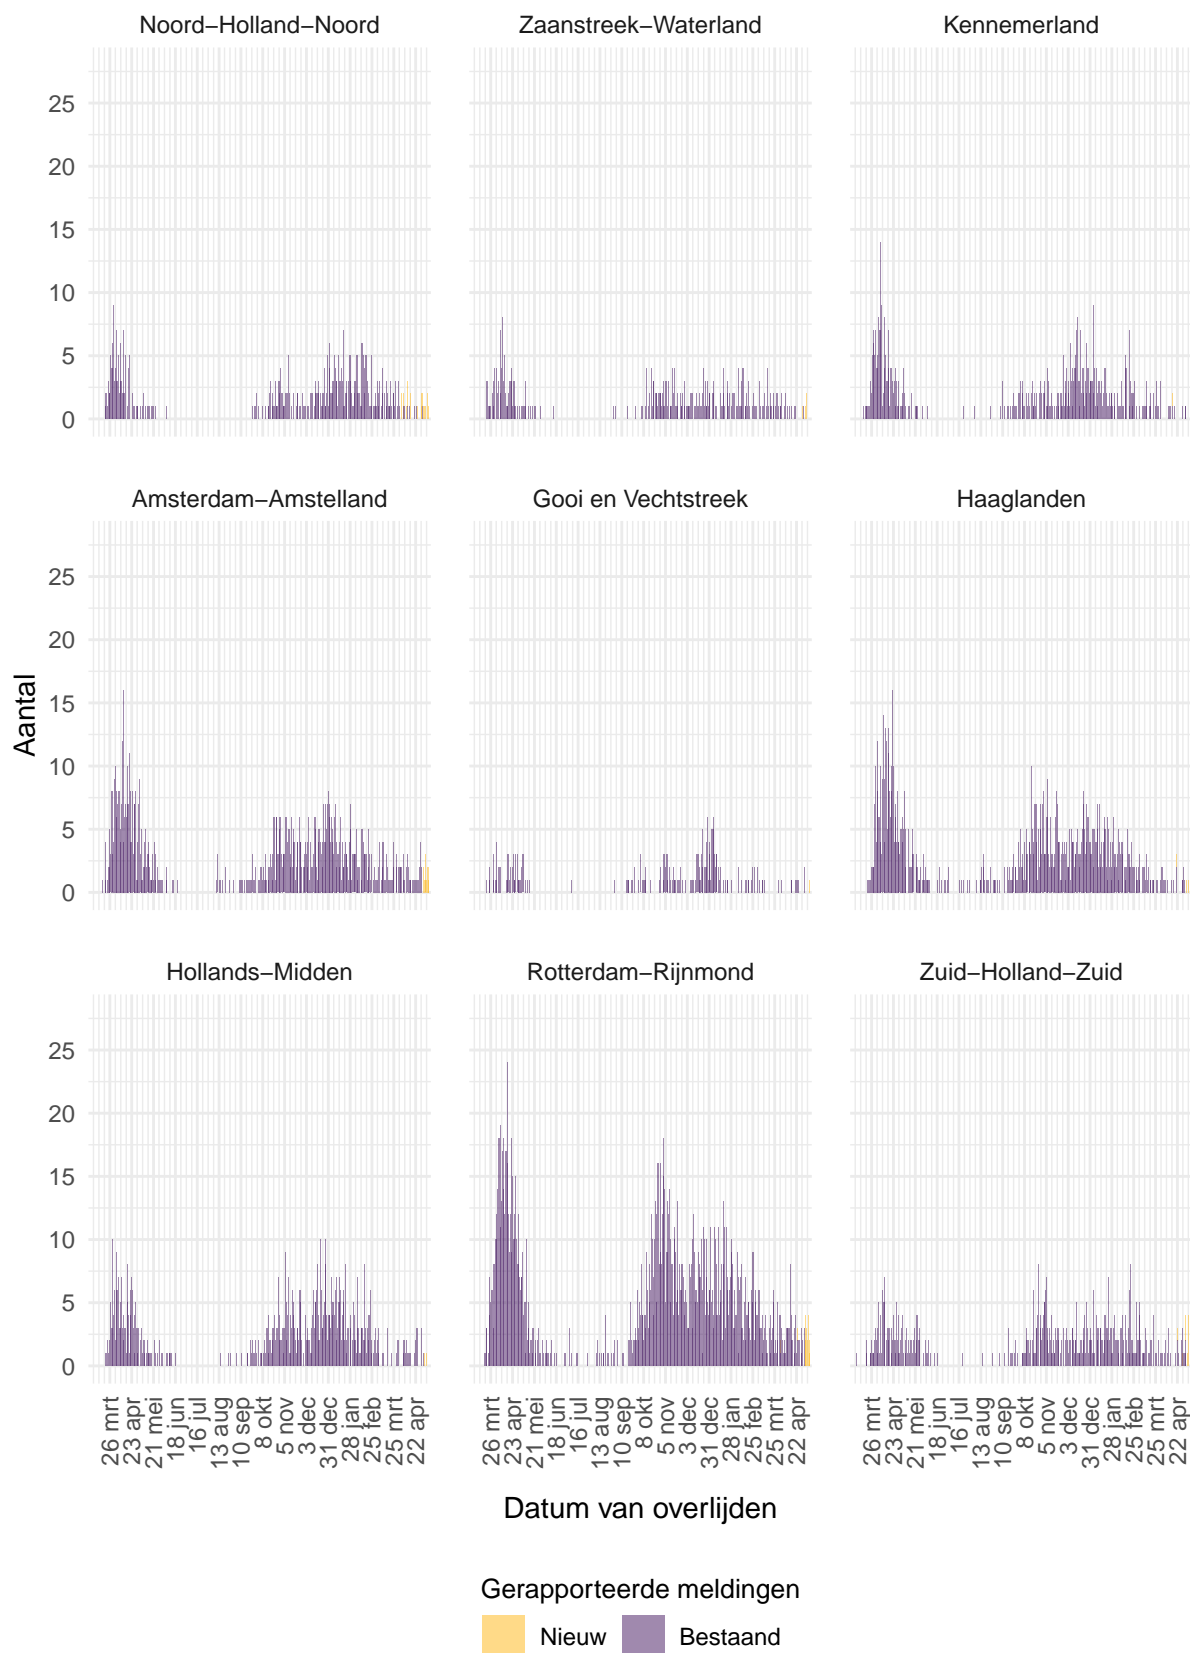 Noord−Holland−Noord Zaanstreek−Waterland Kennemerland
25
20
15
10
5
0
Amsterdam−Amstelland Gooi en Vechtstreek Haaglanden
25
20
15
10
5
0
Aantal
Hollands−Midden Rotterdam−Rijnmond Zuid−Holland−Zuid
25
20
15
10
5
0
26 mrt 23 apr 21 mei 18 jun 16 jul 13 aug 10 sep 8 okt 5 nov 3 dec 31 dec 28 jan 25 feb 25 mrt 22 apr
26 mrt 23 apr 21 mei 18 jun 16 jul 13 aug 10 sep 8 okt 5 nov 3 dec 31 dec 28 jan 25 feb 25 mrt 22 apr
26 mrt 23 apr 21 mei 18 jun 16 jul 13 aug 10 sep 8 okt 5 nov 3 dec 31 dec 28 jan 25 feb 25 mrt 22 apr
Datum van overlijden
Gerapporteerde meldingen
Nieuw Bestaand